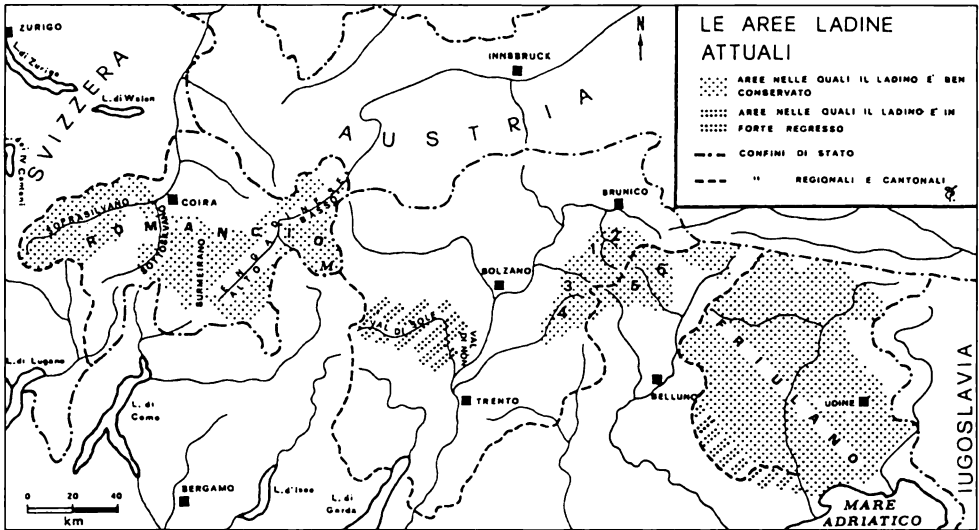 LE AREE LADINE
ATTUALI
AREE NELLE QUALI IL LADINO E' BEN
CONSERVATO
AREE NELLE QUALI IL LADINO E' IN
FORTE REGRESSO
CONFINI DI STATO
" REGIONALI E CANTONALI
N
ZURIGO
L. di Zurigo
L. di Walen
SVIZZERA
INNSBRUCK
AUSTRIA
COIRA
SOPRASILVANO
SOTTOSILVANO
ROMANCIO
SURMEIRANO
ENGADINESE
ALTO
BASSO
M.
BRUNICO
1
2
3
4
5
6
BOLZANO
VAL DI SOLE
VAL DI NON
TRENTO
BELLUNO
FRIULANO
UDINE
IUGOSLAVIA
L. di Lugano
L. di
Como
BERGAMO
L. d'Iseo
L. di
Garda
MARE
ADRIATICO
0 20 40
km